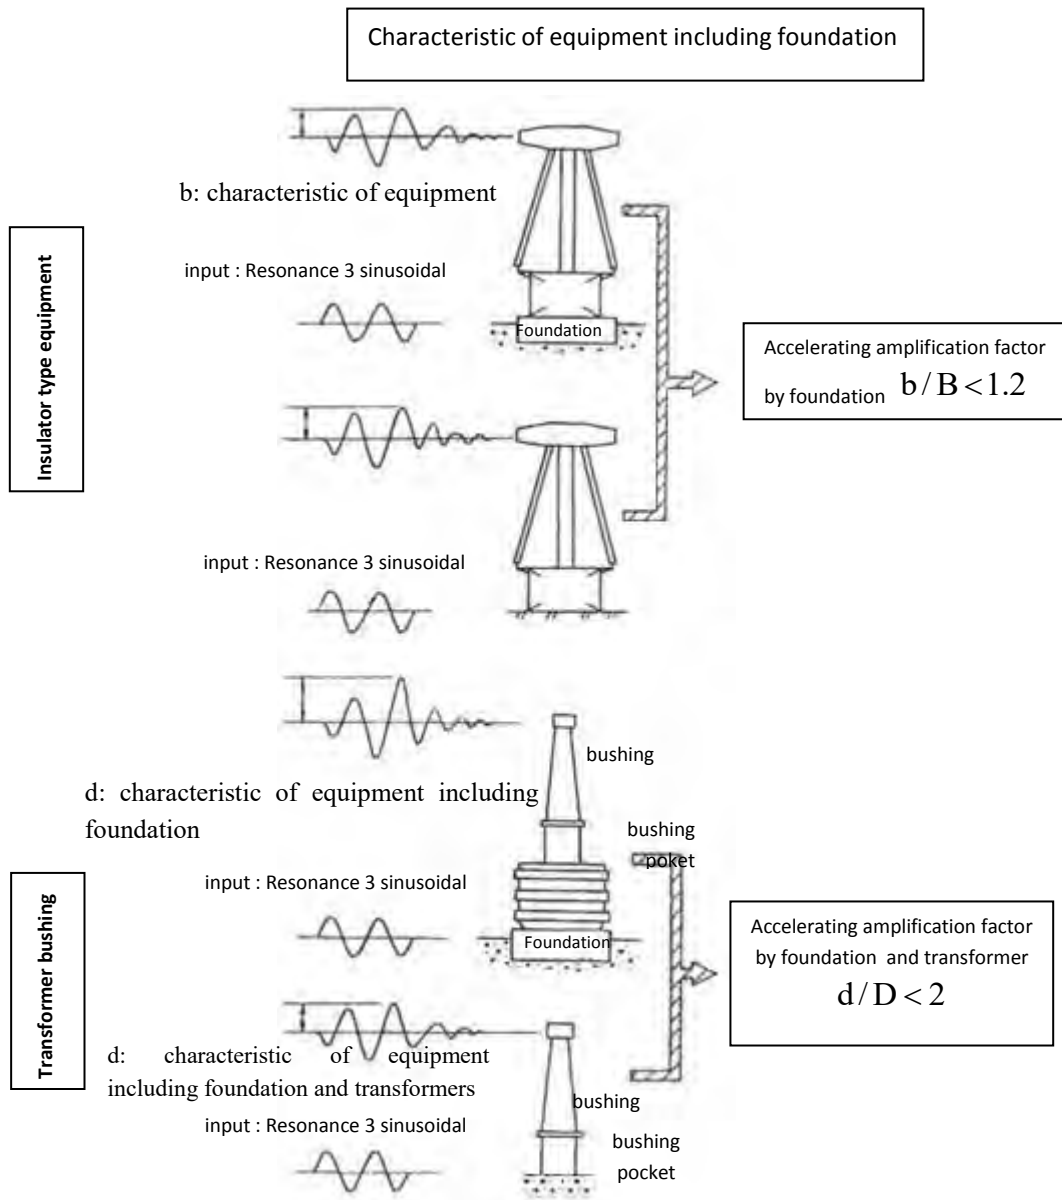 Characteristic of equipment including foundation
b: characteristic of equipment
Insulator type equipment
input : Resonance 3 sinusoidal
Foundation
Accelerating amplification factor
by foundation b/B<1.2
input : Resonance 3 sinusoidal
bushing
d: characteristic of equipment including
foundation
bushing
poket
Transformer bushing
input : Resonance 3 sinusoidal
Foundation
Accelerating amplification factor
by foundation and transformer
d/D<2
d: characteristic of equipment
including foundation and transformers
bushing
input : Resonance 3 sinusoidal
bushing
pocket